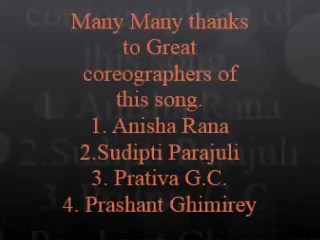 Many Many thanks
to Great
coreographers of
this song.
1. Anisha Rana
2.Sudipti Parajuli
3. Prativa G.C.
4. Prashant Ghimirey